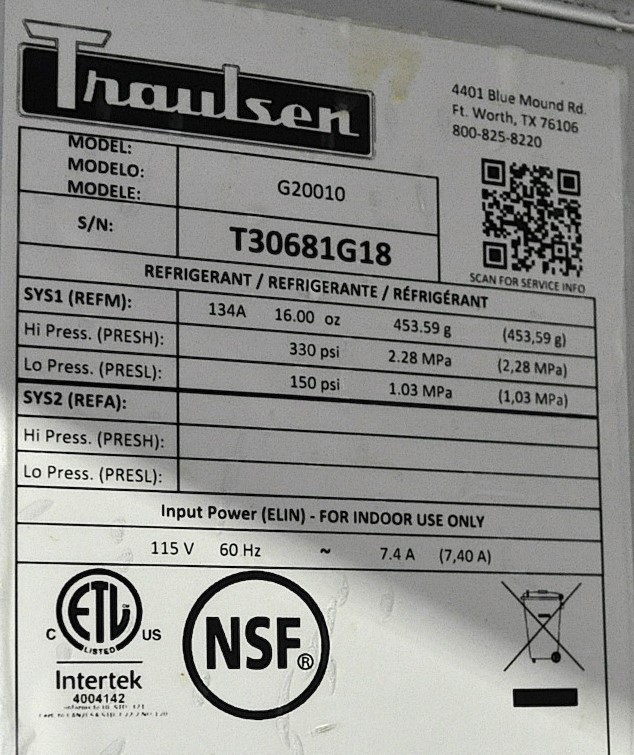 Traulsen
4401 Blue Mound Rd.
Ft. Worth, TX 76106
800-825-8220
MODEL:
MODELO:
MODELE:
G20010
S/N:
T30681G18
SCAN FOR SERVICE INFO
REFRIGERANT / REFRIGERANTE / RÉFRIGÉRANT
SYS1 (REFM): 134A 16.00 oz 453.59 g (453,59 g)
Hi Press. (PRESH): 330 psi 2.28 MPa (2,28 MPa)
Lo Press. (PRESL): 150 psi 1.03 MPa (1,03 MPa)
SYS2 (REFA):
Hi Press. (PRESH):
Lo Press. (PRESL):
Input Power (ELIN) - FOR INDOOR USE ONLY
115 V 60 Hz ~ 7.4 A (7,40 A)
C ETL US
LISTED
Intertek
4004142
NSF®